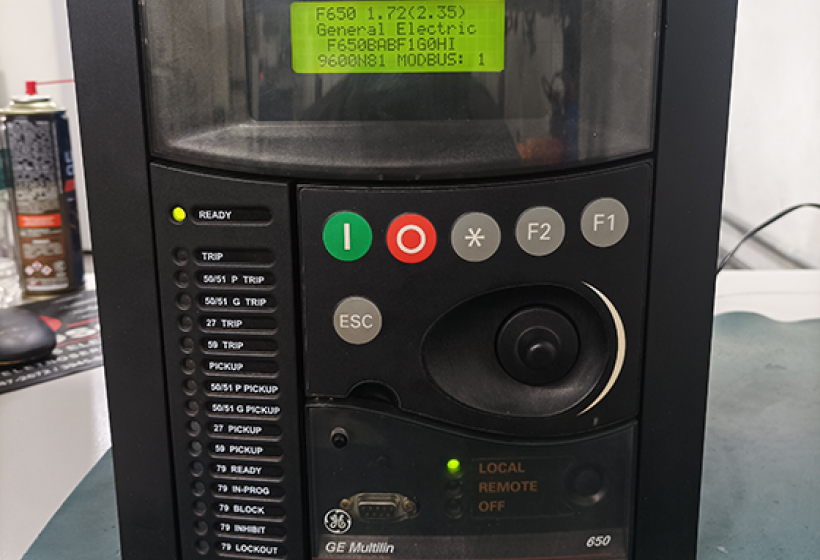 F650 1.72(2.35)
General Electric
F650BABF1G0HI
9600N81 MODBUS: 1
READY
TRIP
50/51 P TRIP
50/51 G TRIP
27 TRIP
59 TRIP
PICKUP
50/51 P PICKUP
50/51 G PICKUP
27 PICKUP
59 PICKUP
79 READY
79 IN-PROG
79 BLOCK
79 INHIBIT
79 LOCKOUT
I
O
*
F2
F1
ESC
LOCAL
REMOTE
OFF
GE
GE Multilin
650